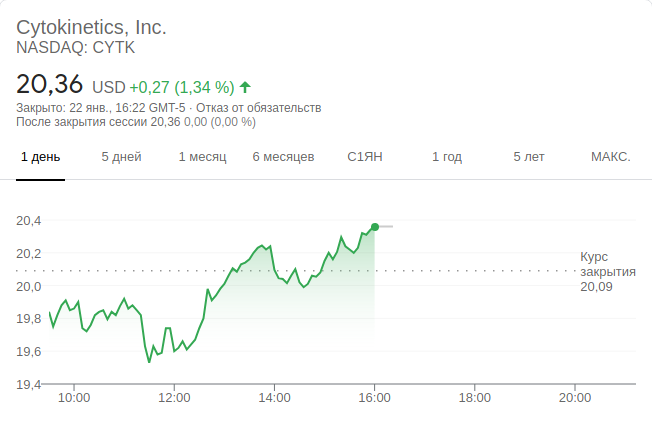 Cytokinetics, Inc.
NASDAQ: CYTK
20,36 USD +0,27 (1,34 %)
Закрыто: 22 янв., 16:22 GMT-5 · Отказ от обязательств
После закрытия сессии 20,36 0,00 (0,00 %)
1 день 5 дней 1 месяц 6 месяцев С1ЯН 1 год 5 лет МАКС.
20,4
20,2
20,0
19,8
19,6
19,4
Курс
закрытия
20,09
10:00 12:00 14:00 16:00 18:00 20:00